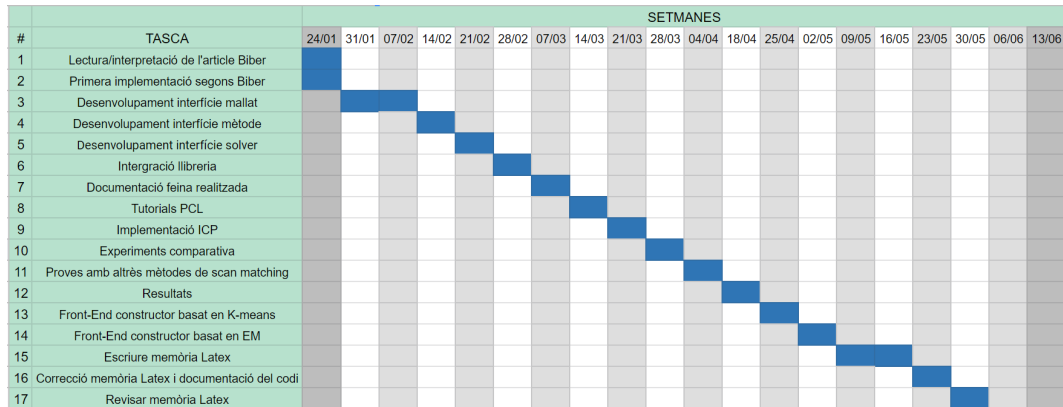 SETMANES
# TASCA 24/01 31/01 07/02 14/02 21/02 28/02 07/03 14/03 21/03 28/03 04/04 18/04 25/04 02/05 09/05 16/05 23/05 30/05 06/06 13/06
1 Lectura/interpretació de l'article Biber
2 Primera implementació segons Biber
3 Desenvolupament interfície mallat
4 Desenvolupament interfície mètode
5 Desenvolupament interfície solver
6 Intergració llibreria
7 Documentació feina realitzada
8 Tutorials PCL
9 Implementació ICP
10 Experiments comparativa
11 Proves amb altrès mètodes de scan matching
12 Resultats
13 Front-End constructor basat en K-means
14 Front-End constructor basat en EM
15 Escriure memòria Latex
16 Correcció memòria Latex i documentació del codi
17 Revisar memòria Latex